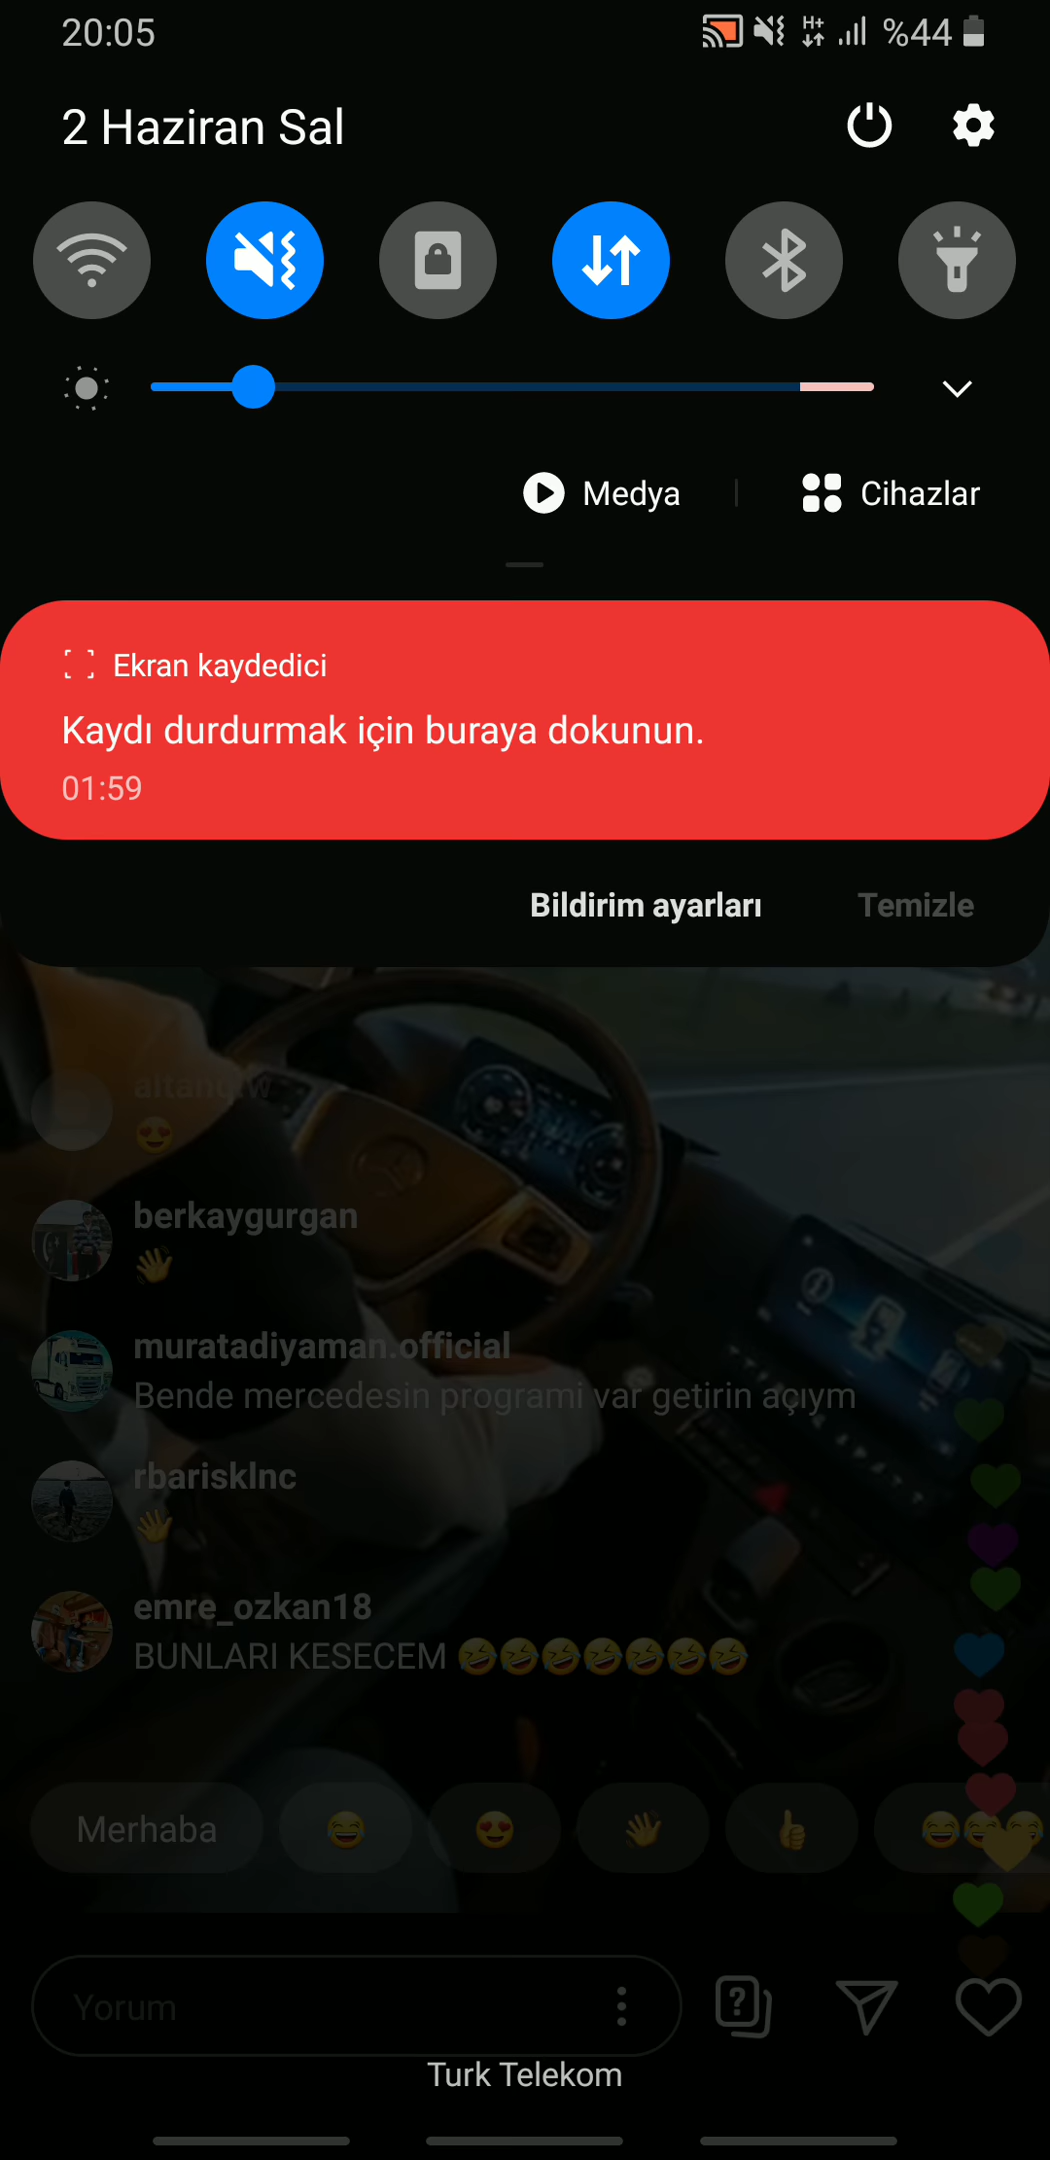 20:05
H+
%44
2 Haziran Sal
Medya
Cihazlar
Ekran kaydedici
Kaydı durdurmak için buraya dokunun.
01:59
Bildirim ayarları
Temizle
berkaygurgan
👋
muratadiyaman.official
Bende mercedesin programi var getirin açıym
rbarisklnc
👋
emre_ozkan18
BUNLARI KESECEM 🤣🤣🤣🤣🤣🤣🤣
Merhaba
Yorum
Turk Telekom